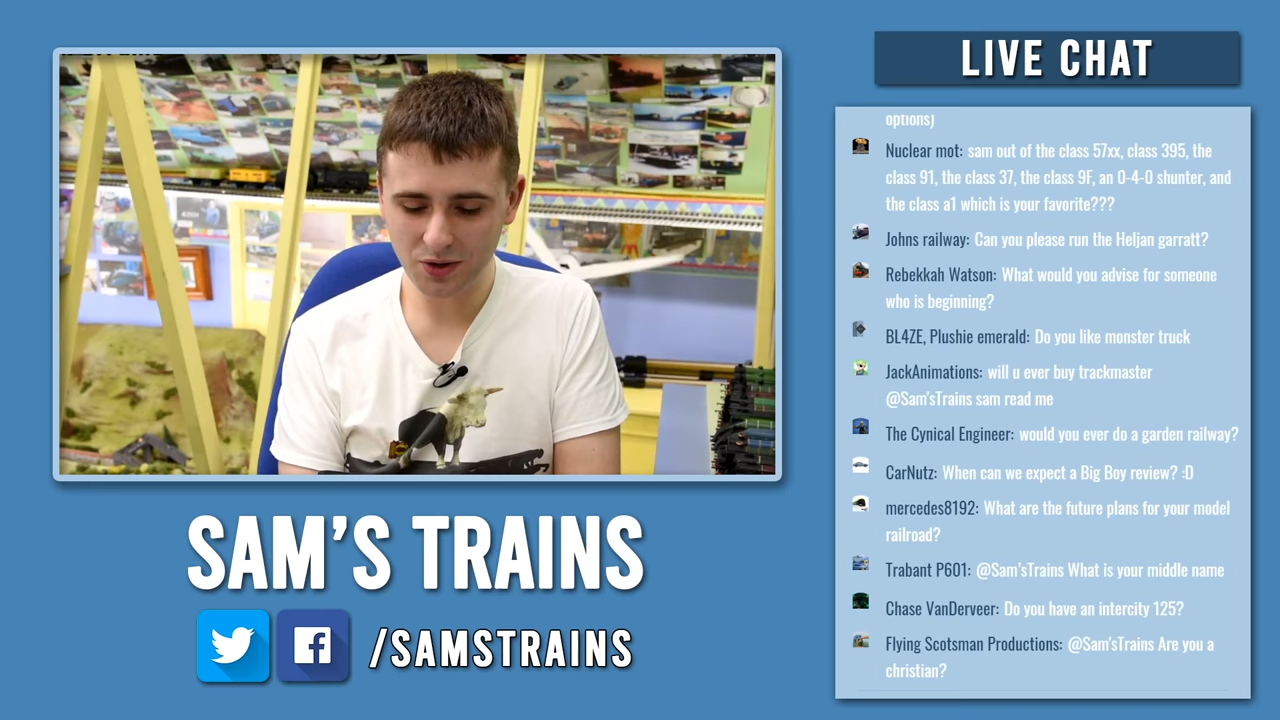 SAM'S TRAINS
/SAMSTRAINS
LIVE CHAT
options)
Nuclear mot: sam out of the class 57xx, class 395, the
class 91, the class 37, the class 9F, an 0-4-0 shunter, and
the class a1 which is your favorite???
Johns railway: Can you please run the Heljan garratt?
Rebekkah Watson: What would you advise for someone
who is beginning?
BL4ZE, Plushie emerald: Do you like monster truck
JackAnimations: will u ever buy trackmaster
@Sam'sTrains sam read me
The Cynical Engineer: would you ever do a garden railway?
CarNutz: When can we expect a Big Boy review? :D
mercedes8192: What are the future plans for your model
railroad?
Trabant P601: @Sam'sTrains What is your middle name
Chase VanDerveer: Do you have an intercity 125?
Flying Scotsman Productions: @Sam'sTrains Are you a
christian?